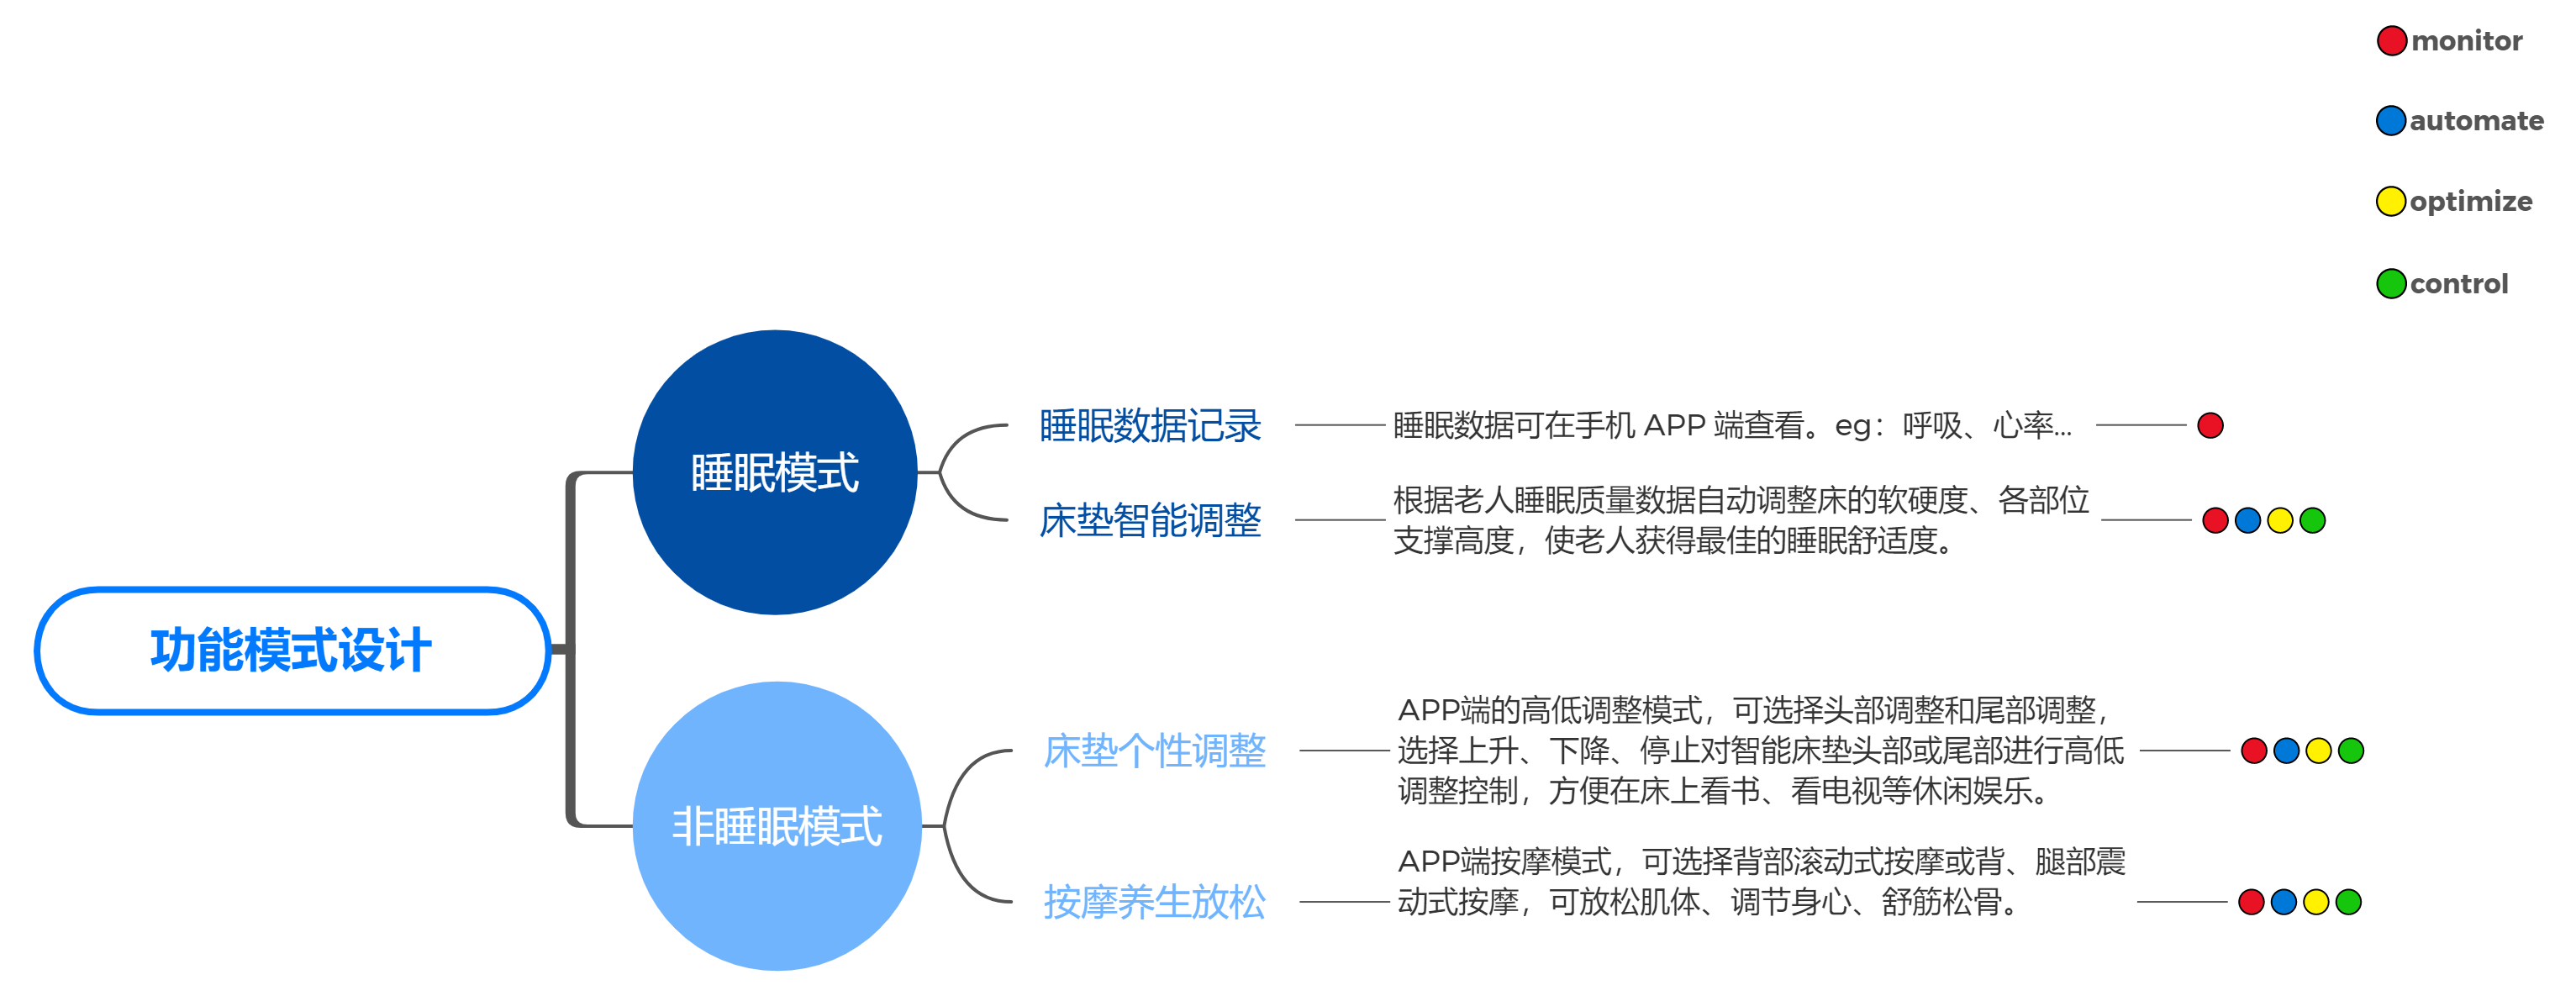 monitor
automate
optimize
control
功能模式设计
睡眠模式
睡眠数据记录
睡眠数据可在手机 APP 端查看。eg：呼吸、心率...
床垫智能调整
根据老人睡眠质量数据自动调整床的软硬度、各部位
支撑高度，使老人获得最佳的睡眠舒适度。
非睡眠模式
床垫个性调整
APP端的高低调整模式，可选择头部调整和尾部调整，
选择上升、下降、停止对智能床垫头部或尾部进行高低
调整控制，方便在床上看书、看电视等休闲娱乐。
按摩养生放松
APP端按摩模式，可选择背部滚动式按摩或背、腿部震
动式按摩，可放松肌体、调节身心、舒筋松骨。